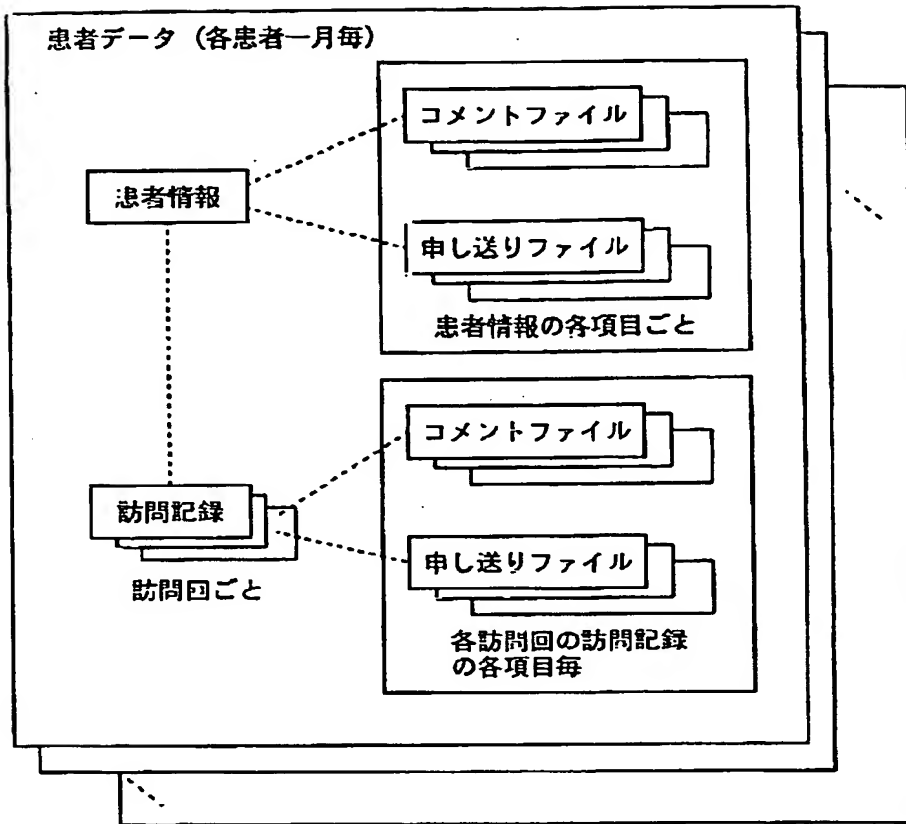 患者データ（各患者一月毎）
コメントファイル
患者情報
申し送りファイル
患者情報の各項目ごと
コメントファイル
訪問記録
申し送りファイル
訪問回ごと
各訪問回の訪問記録
の各項目毎